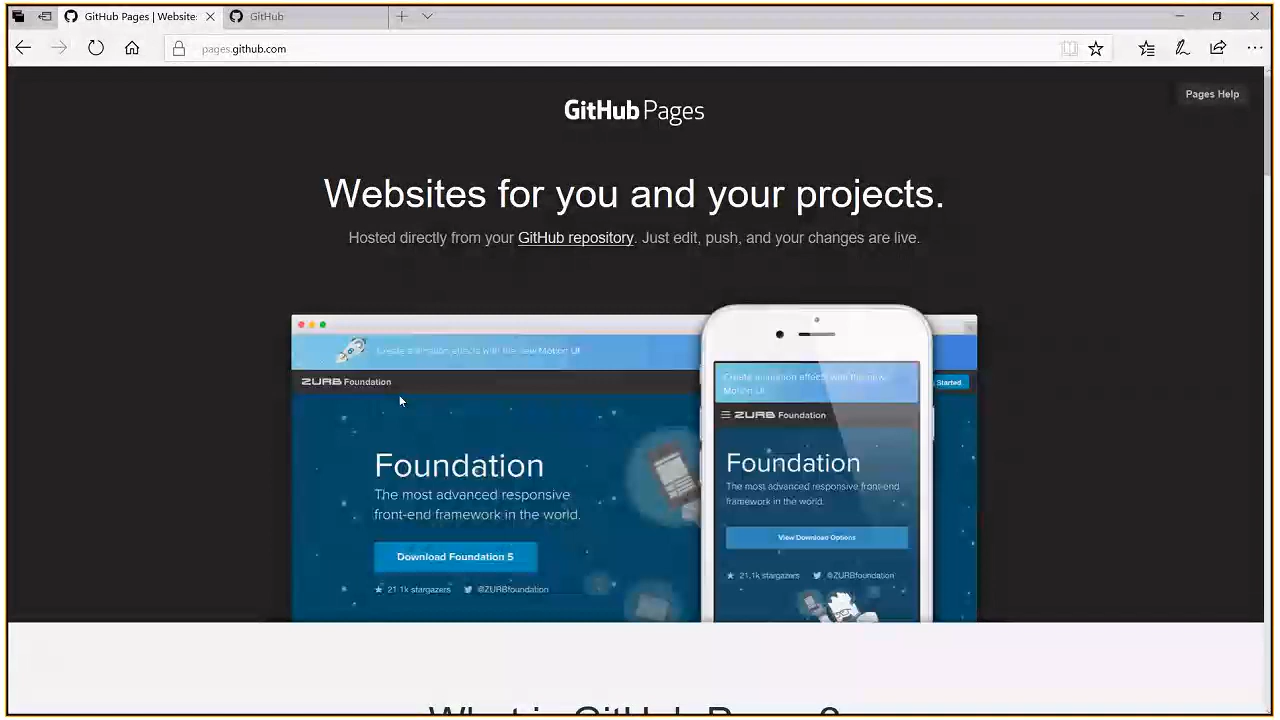 GitHub Pages | Website:
GitHub
pages.github.com
Pages Help
GitHub Pages
Websites for you and your projects.
Hosted directly from your GitHub repository. Just edit, push, and your changes are live.
Create animation effects with the new Motion UI
ZURB Foundation
Started
Foundation
The most advanced responsive
front-end framework in the world.
Download Foundation 5
21.1k stargazers @ZURBfoundation
Create animation effects with the new
Motion UI
ZURB Foundation
Foundation
The most advanced responsive front-end
framework in the world.
View Download Options
21.1k stargazers @ZURBfoundation
What is GitHub Pages?